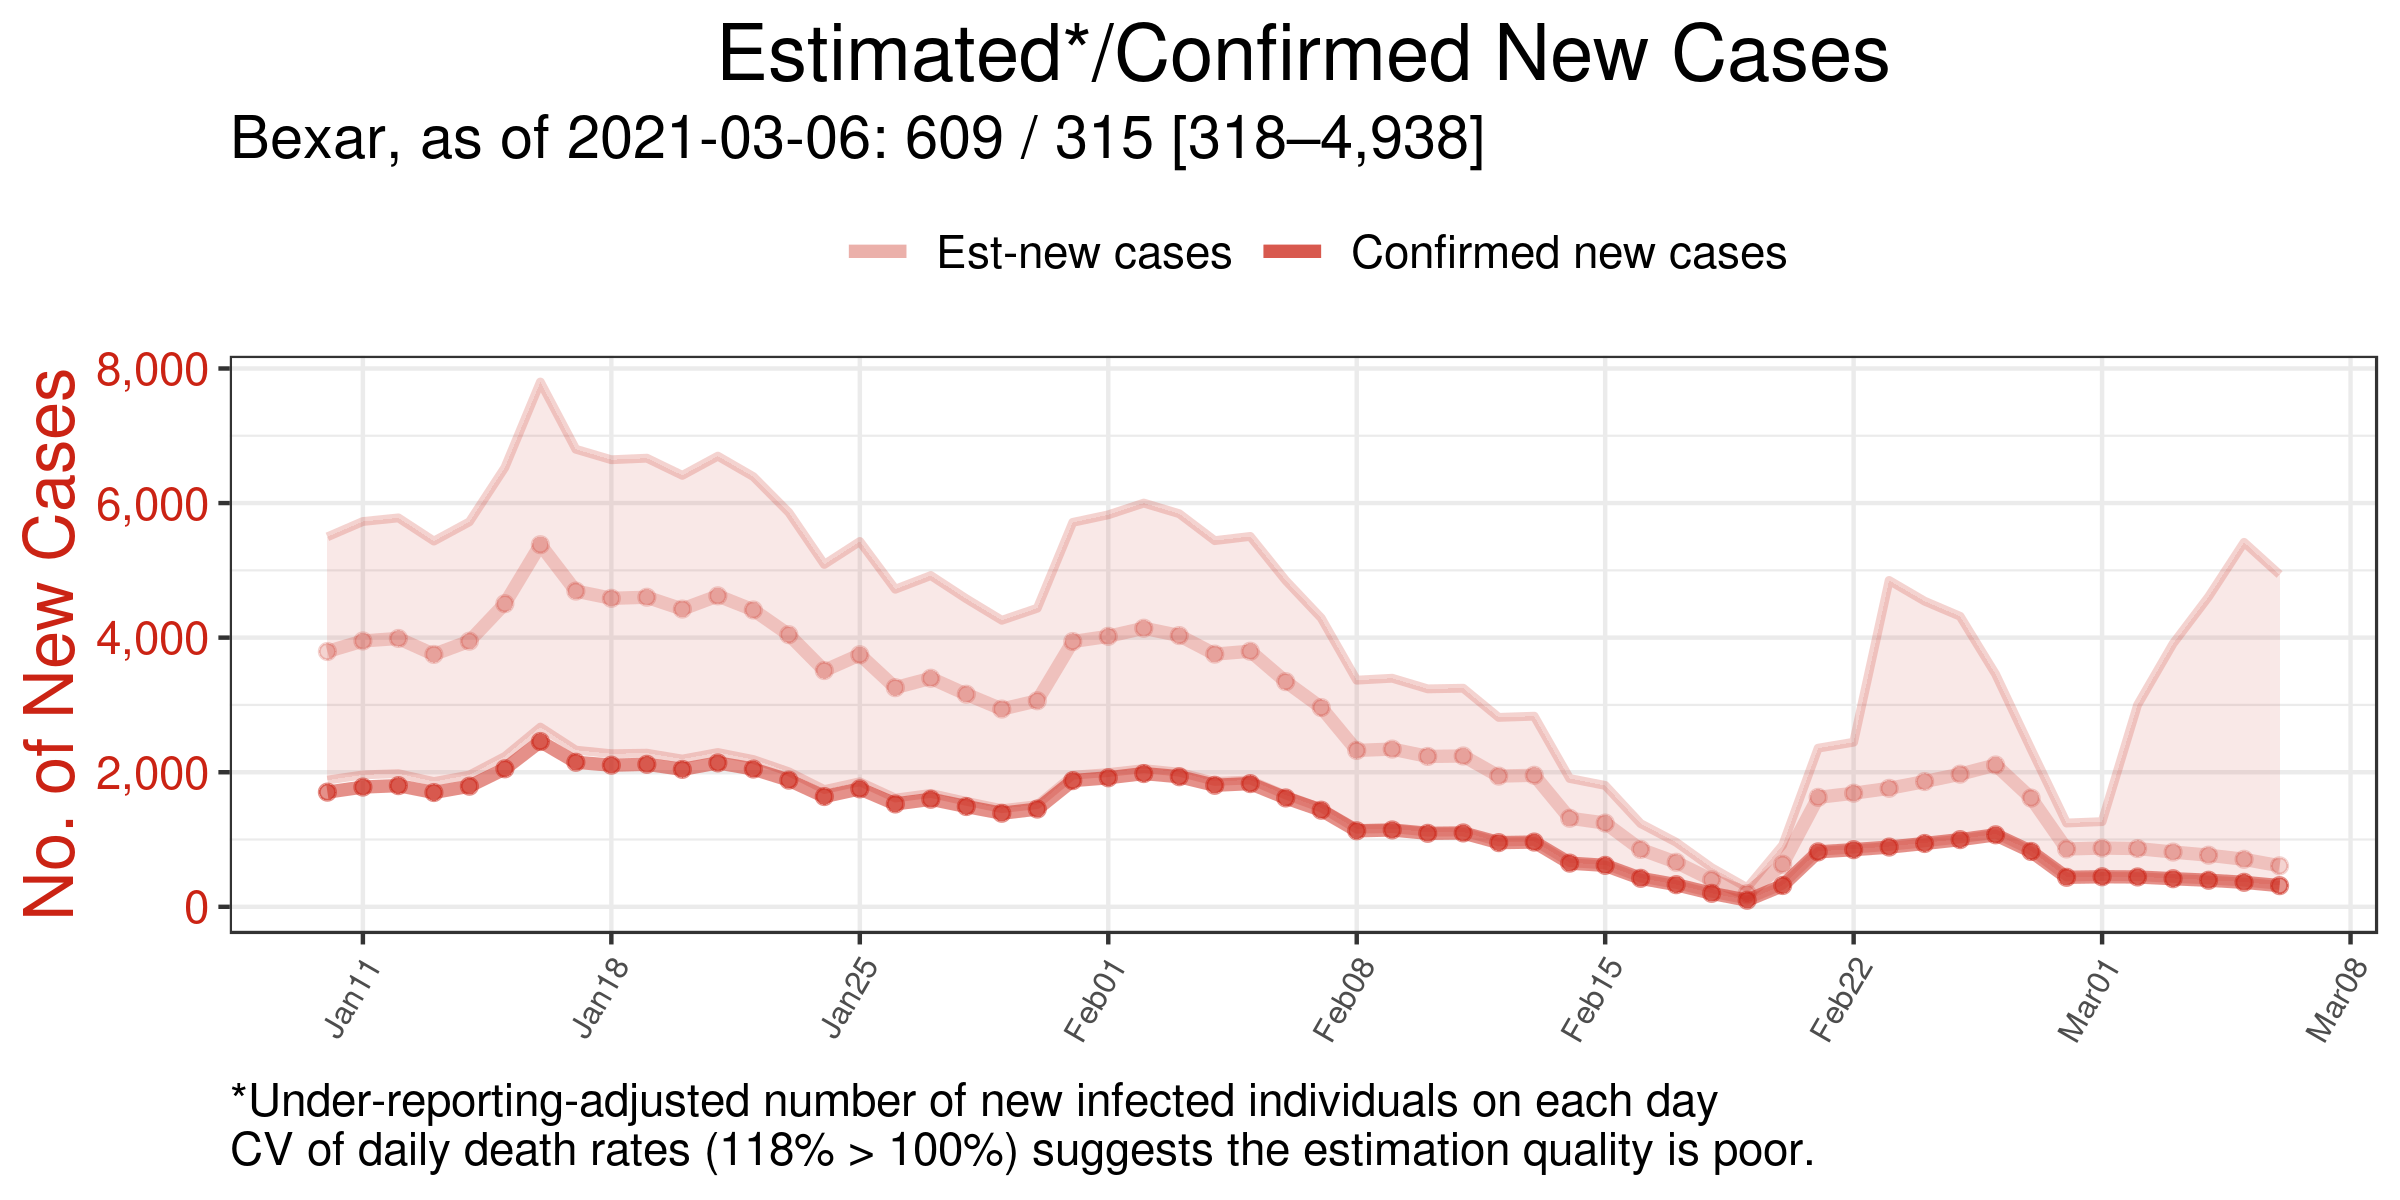 Estimated*/Confirmed New Cases
Bexar, as of 2021-03-06: 609 / 315 [318–4,938]
Est-new cases
Confirmed new cases
No. of New Cases
8,000
6,000
4,000
2,000
0
Jan11
Jan18
Jan25
Feb01
Feb08
Feb15
Feb22
Mar01
Mar08
*Under-reporting-adjusted number of new infected individuals on each day
CV of daily death rates (118% > 100%) suggests the estimation quality is poor.